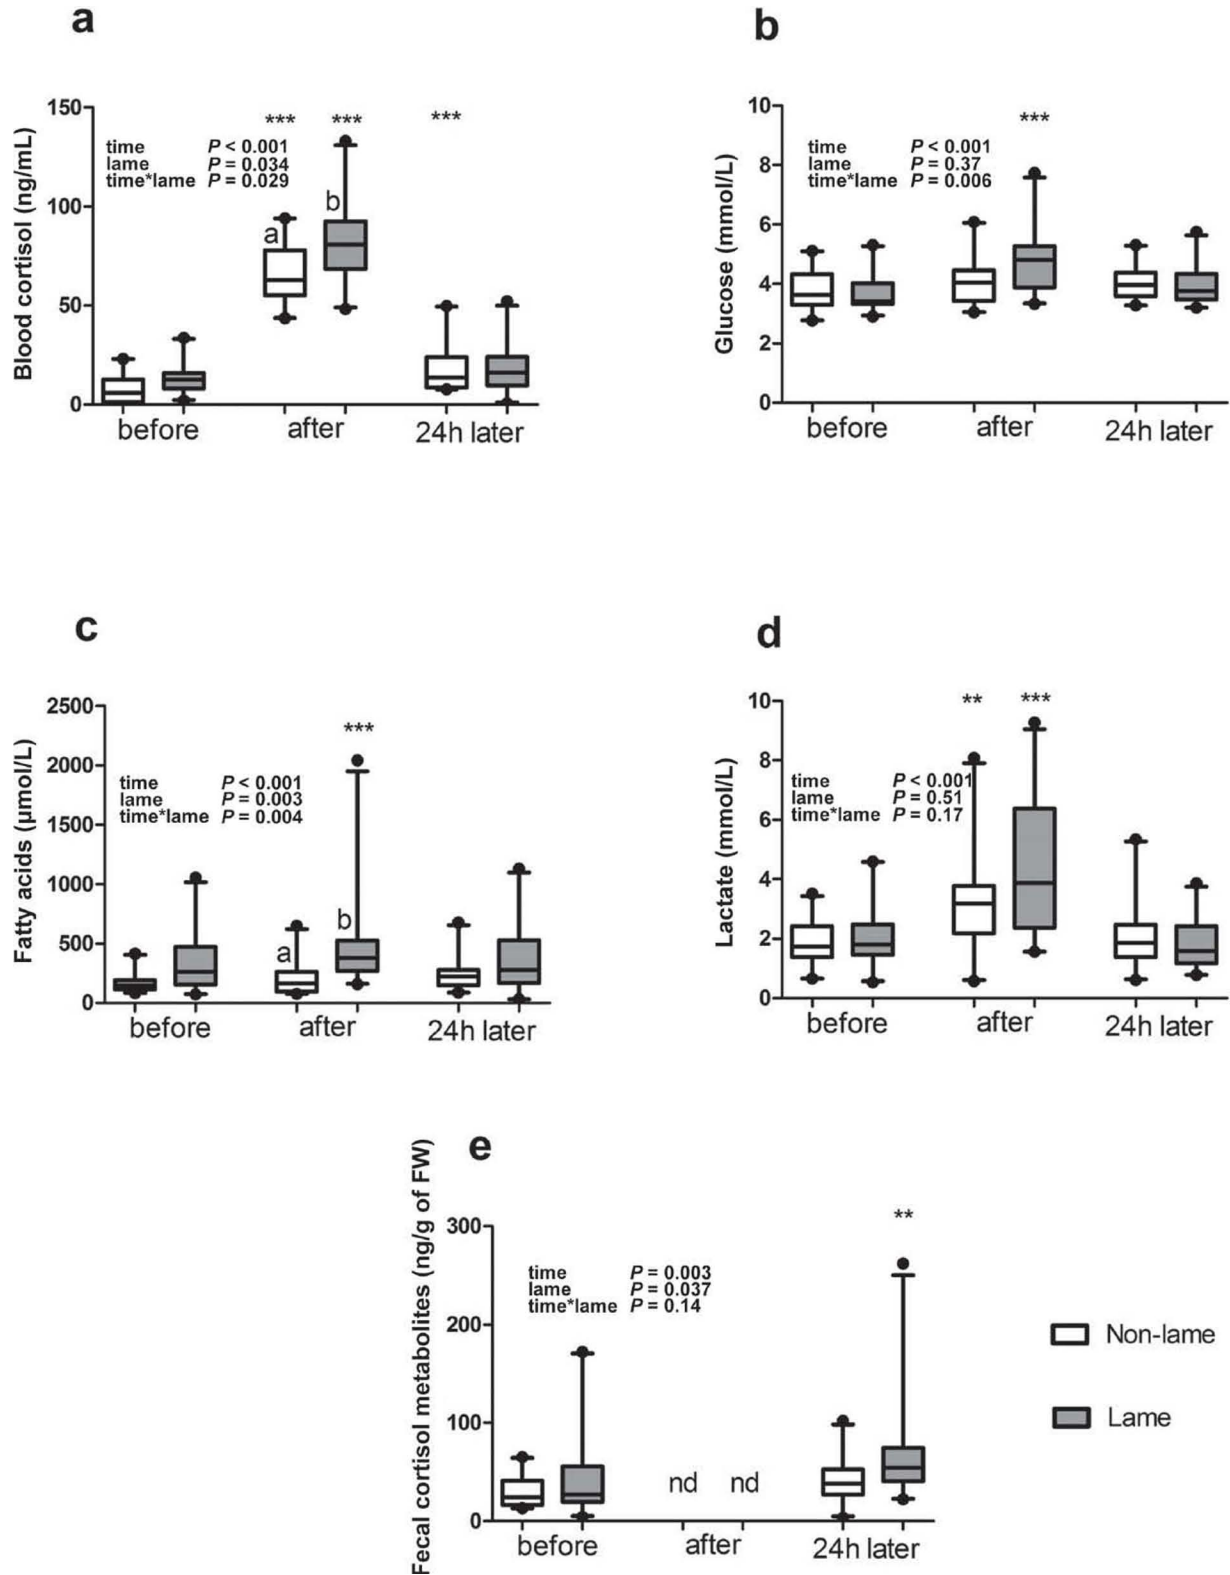 a
Blood cortisol (ng/mL)
150
100
50
0
time P < 0.001
lame P = 0.034
time*lame P = 0.029
*** *** ***
a
b
before after 24h later
b
Glucose (mmol/L)
10
8
6
4
2
0
time P < 0.001
lame P = 0.37
time*lame P = 0.006
***
before after 24h later
c
Fatty acids (µmol/L)
2500
2000
1500
1000
500
0
time P < 0.001
lame P = 0.003
time*lame P = 0.004
***
a
b
before after 24h later
d
Lactate (mmol/L)
10
8
6
4
2
0
time P < 0.001
lame P = 0.51
time*lame P = 0.17
** ***
before after 24h later
e
Fecal cortisol metabolites (ng/g of FW)
300
200
100
0
time P = 0.003
lame P = 0.037
time*lame P = 0.14
**
nd nd
before after 24h later
Non-lame
Lame